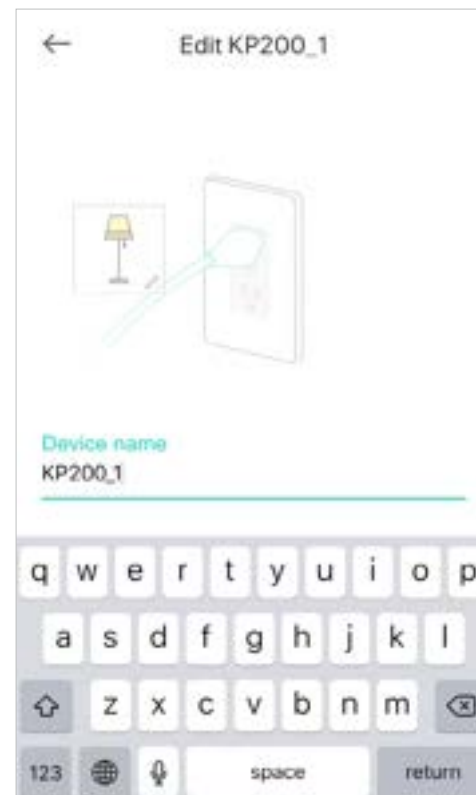 Edit KP200_1
Device name
KP200_1
q w e r t y u i o p
a s d f g h j k l
z x c v b n m
123 space return